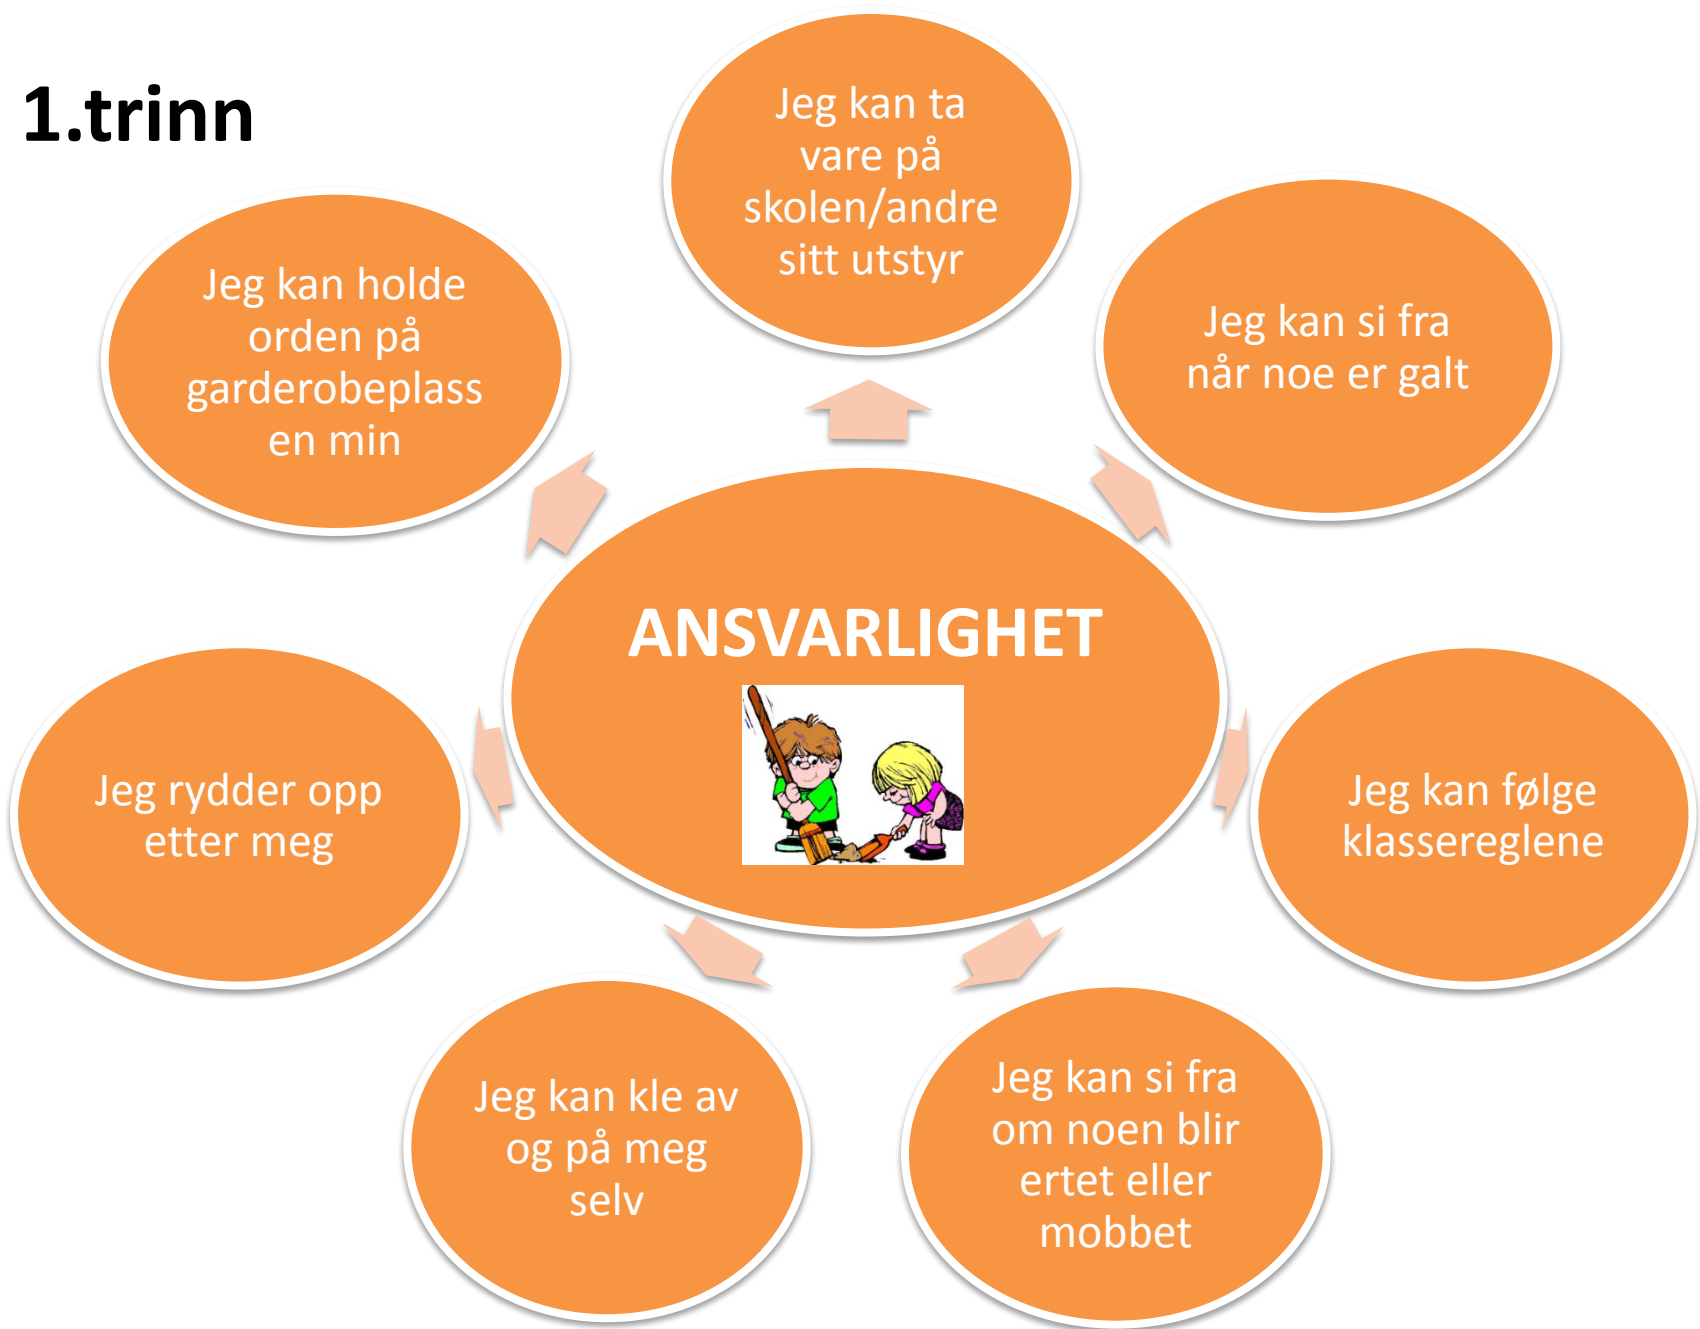 1.trinn
Jeg kan ta
vare på
skolen/andre
sitt utstyr
Jeg kan si fra
når noe er galt
Jeg kan følge
klassereglene
Jeg kan si fra
om noen blir
ertet eller
mobbet
Jeg kan kle av
og på meg
selv
Jeg rydder opp
etter meg
Jeg kan holde
orden på
garderobeplass
en min
ANSVARLIGHET